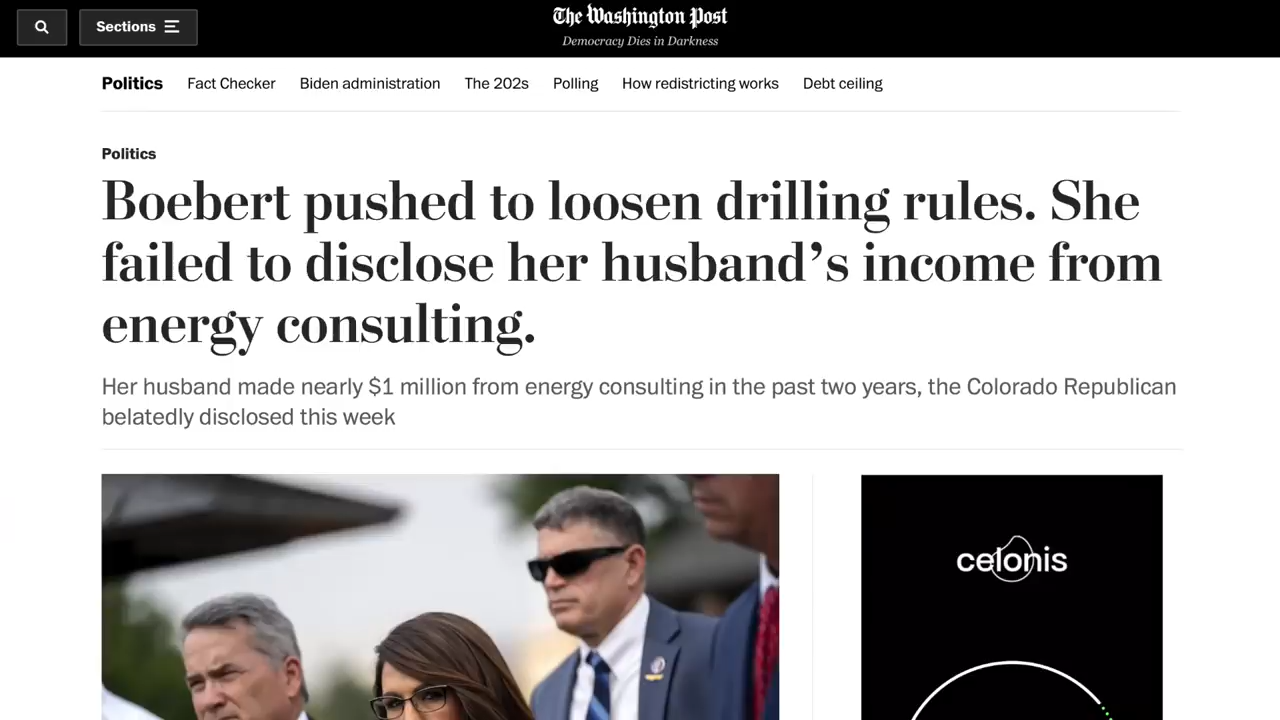 Sections
The Washington Post
Democracy Dies in Darkness
Politics Fact Checker Biden administration The 202s Polling How redistricting works Debt ceiling
Politics
Boebert pushed to loosen drilling rules. She
failed to disclose her husband’s income from
energy consulting.
Her husband made nearly $1 million from energy consulting in the past two years, the Colorado Republican
belatedly disclosed this week
celonis